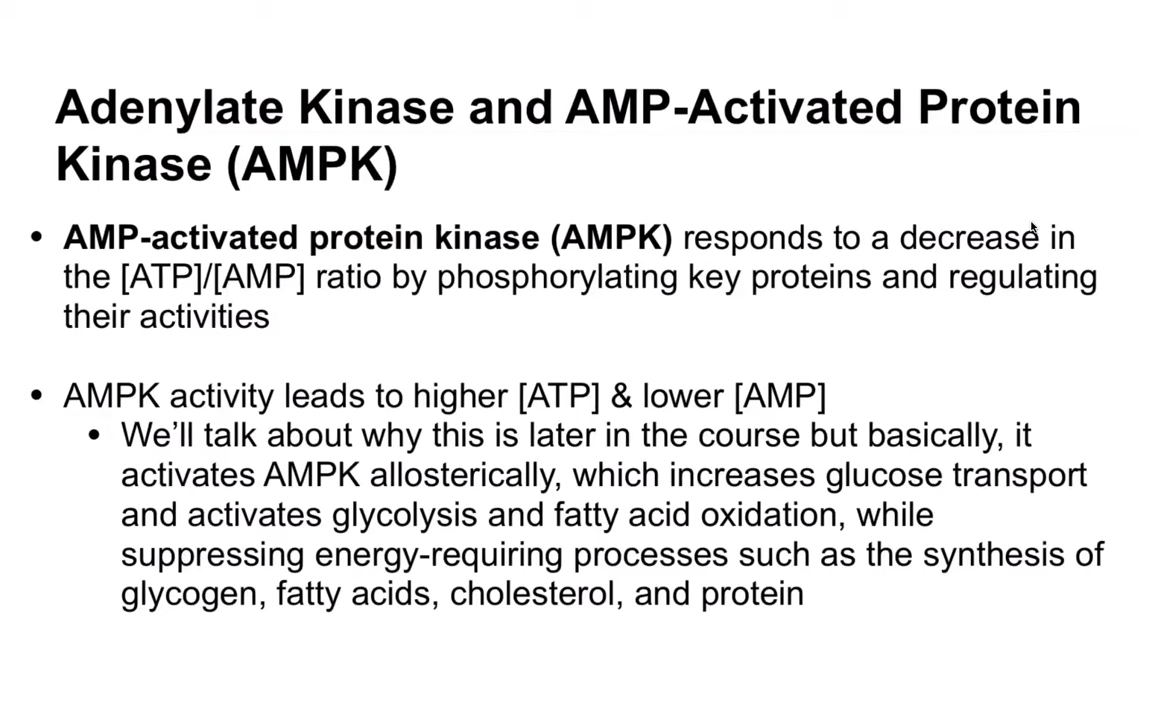 Adenylate Kinase and AMP-Activated Protein
Kinase (AMPK)
• AMP-activated protein kinase (AMPK) responds to a decrease in
the [ATP]/[AMP] ratio by phosphorylating key proteins and regulating
their activities
• AMPK activity leads to higher [ATP] & lower [AMP]
• We’ll talk about why this is later in the course but basically, it
activates AMPK allosterically, which increases glucose transport
and activates glycolysis and fatty acid oxidation, while
suppressing energy-requiring processes such as the synthesis of
glycogen, fatty acids, cholesterol, and protein